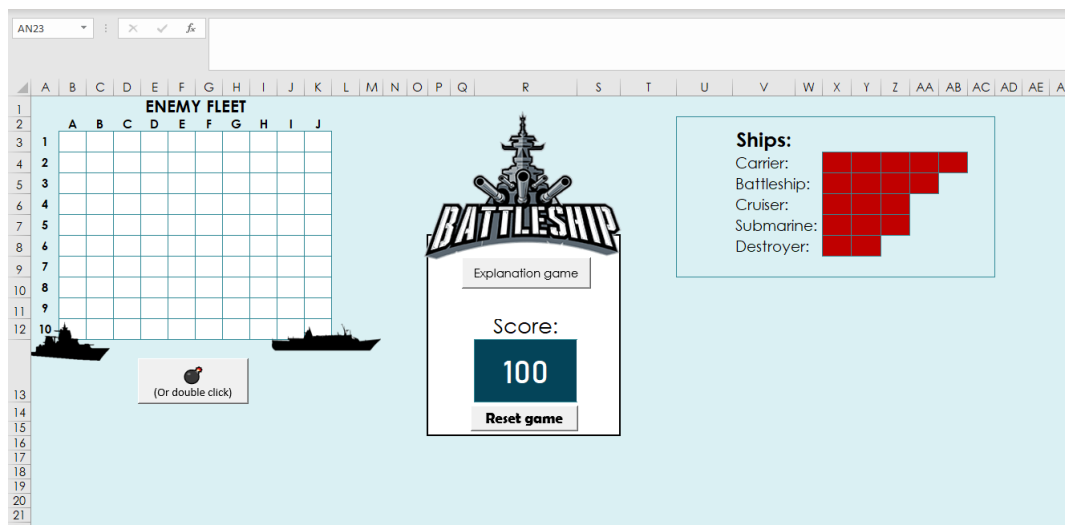 AN23
fx
A B C D E F G H I J K L M N O P Q R S T U V W X Y Z AA AB AC AD AE A
1
ENEMY FLEET
2
A B C D E F G H I J
3 1
4 2
5 3
6 4
7 5
8 6
9 7
10 8
11 9
12 10
13
14
15
16
17
18
19
20
21
(Or double click)
BATTLESHIP
Explanation game
Score:
100
Reset game
Ships:
Carrier:
Battleship:
Cruiser:
Submarine:
Destroyer: